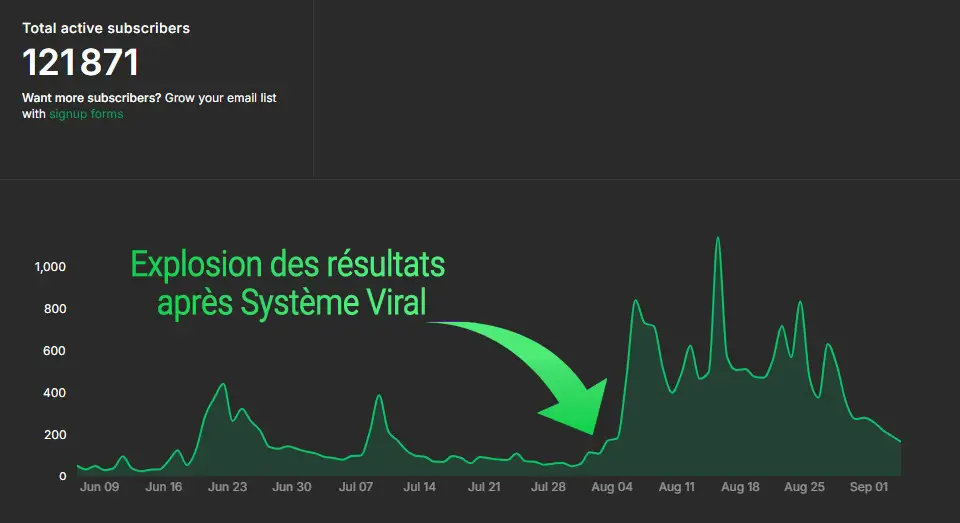 Total active subscribers
121 871
Want more subscribers? Grow your email list
with signup forms
Explosion des résultats
après Système Viral
1,000
800
600
400
200
0
Jun 09 Jun 16 Jun 23 Jun 30 Jul 07 Jul 14 Jul 21 Jul 28 Aug 04 Aug 11 Aug 18 Aug 25 Sep 01